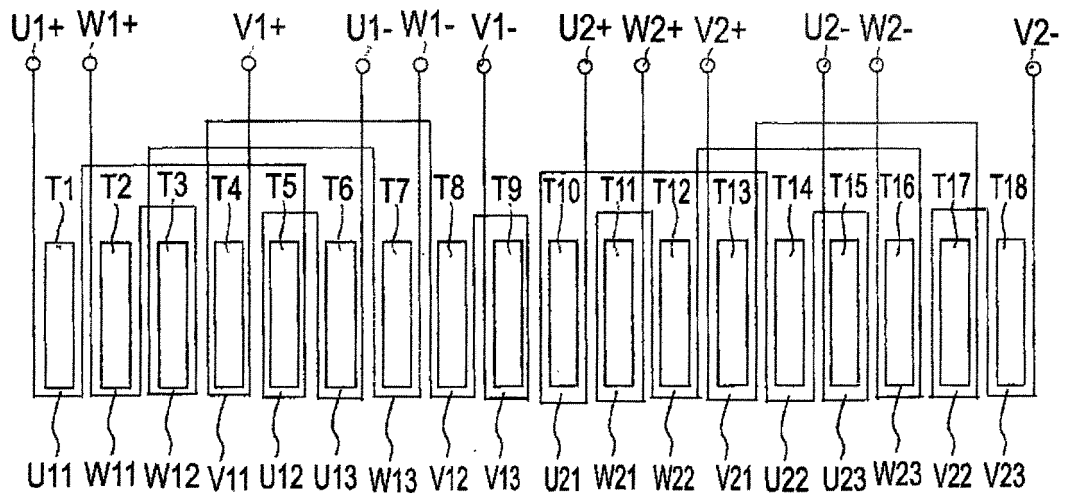 U1+ W1+ V1+ U1- W1- V1- U2+ W2+ V2+ U2- W2- V2-
T1 T2 T3 T4 T5 T6 T7 T8 T9 T10 T11 T12 T13 T14 T15 T16 T17 T18
U11 W11 W12 V11 U12 U13 W13 V12 V13 U21 W21 W22 V21 U22 U23 W23 V22 V23